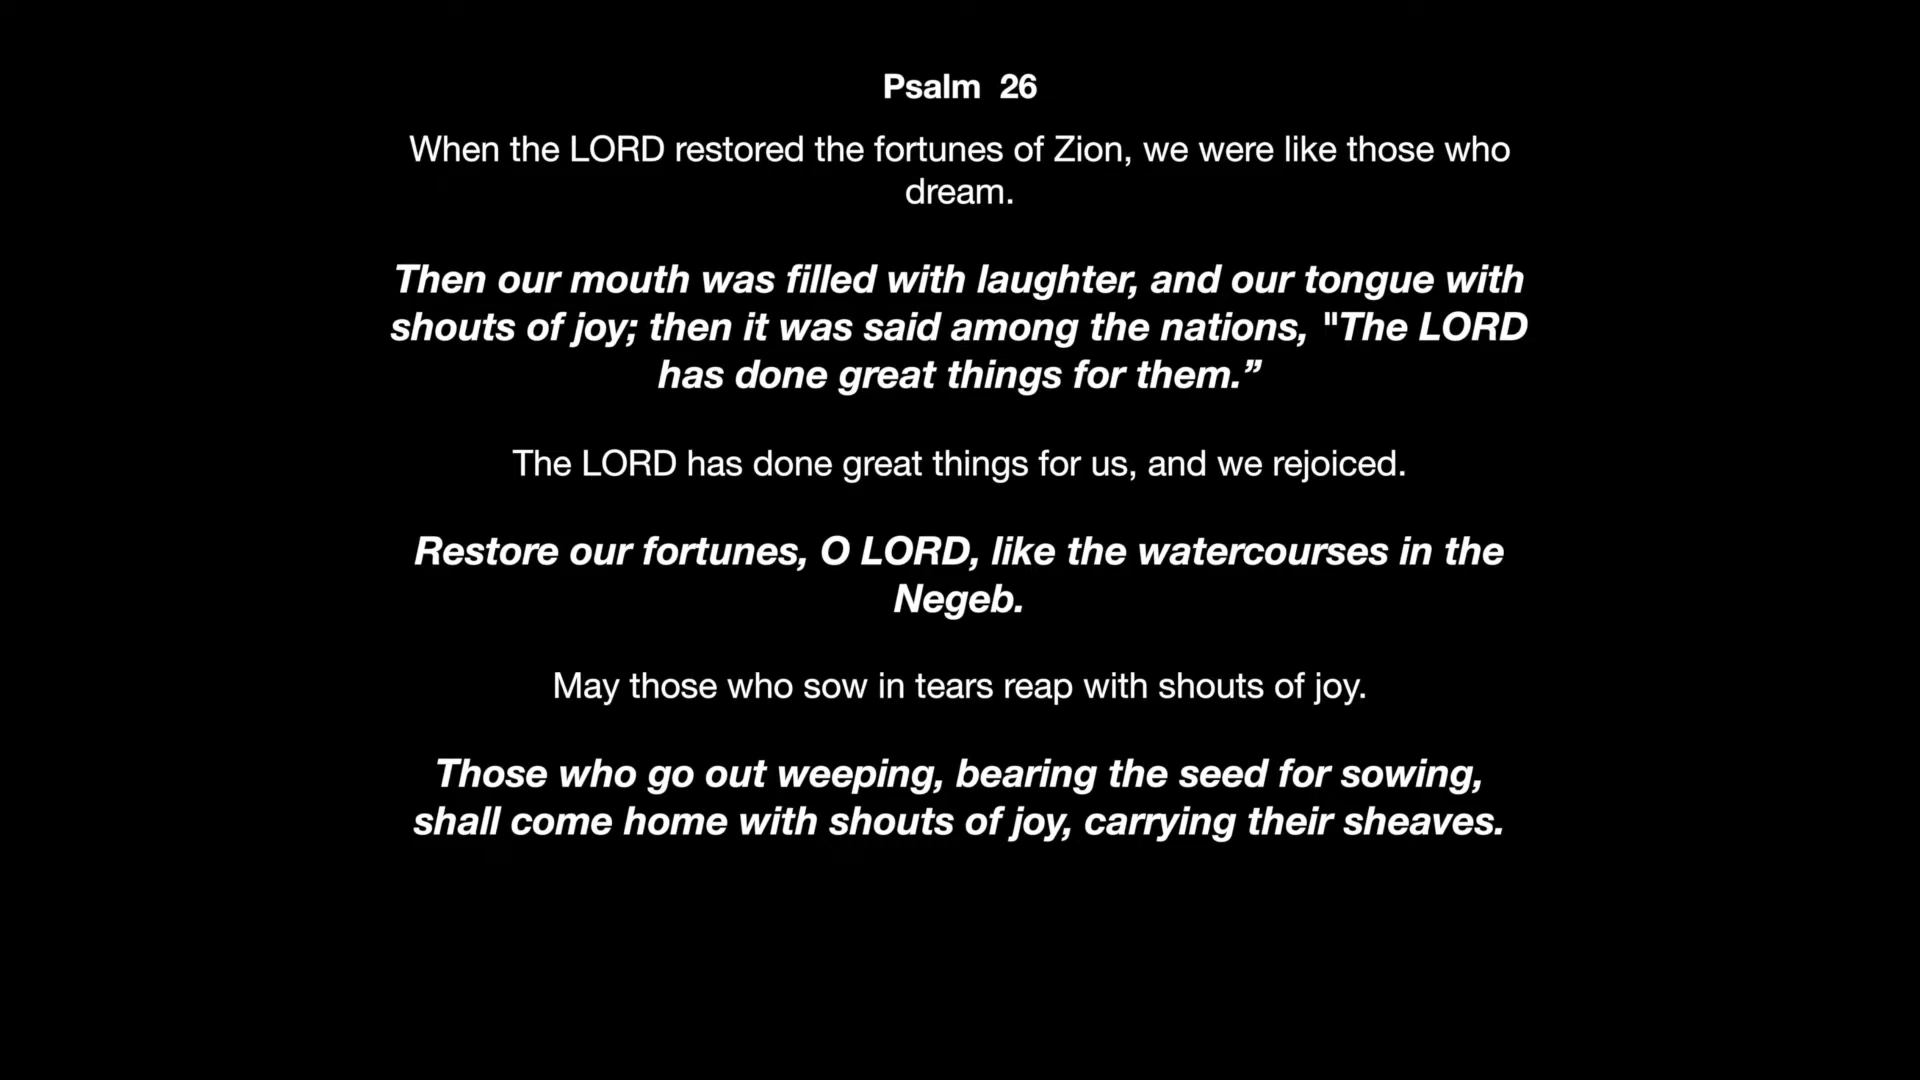 Psalm  26
When the LORD restored the fortunes of Zion, we were like those who
dream.
Then our mouth was filled with laughter, and our tongue with
shouts of joy; then it was said among the nations, "The LORD
has done great things for them.”
The LORD has done great things for us, and we rejoiced.
Restore our fortunes, O LORD, like the watercourses in the
Negeb.
May those who sow in tears reap with shouts of joy.
Those who go out weeping, bearing the seed for sowing,
shall come home with shouts of joy, carrying their sheaves.